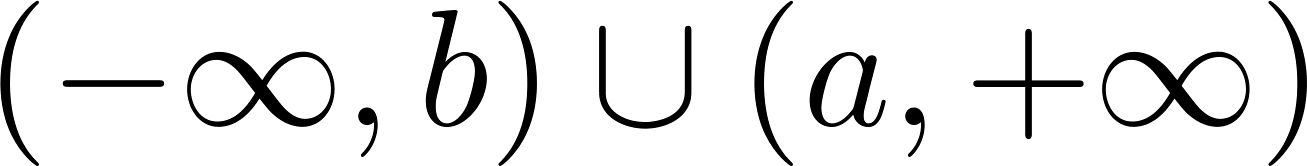 (−∞, b) ∪ (a, +∞)